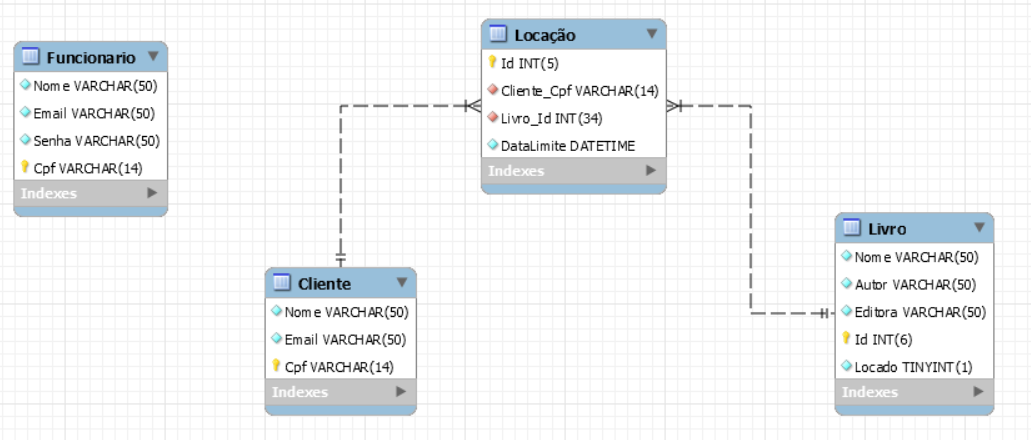 Funcionario
Nome VARCHAR(50)
Email VARCHAR(50)
Senha VARCHAR(50)
Cpf VARCHAR(14)
Indexes
Locação
Id INT(5)
Cliente_Cpf VARCHAR(14)
Livro_Id INT(34)
DataLimite DATETIME
Indexes
Cliente
Nome VARCHAR(50)
Email VARCHAR(50)
Cpf VARCHAR(14)
Indexes
Livro
Nome VARCHAR(50)
Autor VARCHAR(50)
Editora VARCHAR(50)
Id INT(6)
Locado TINYINT(1)
Indexes